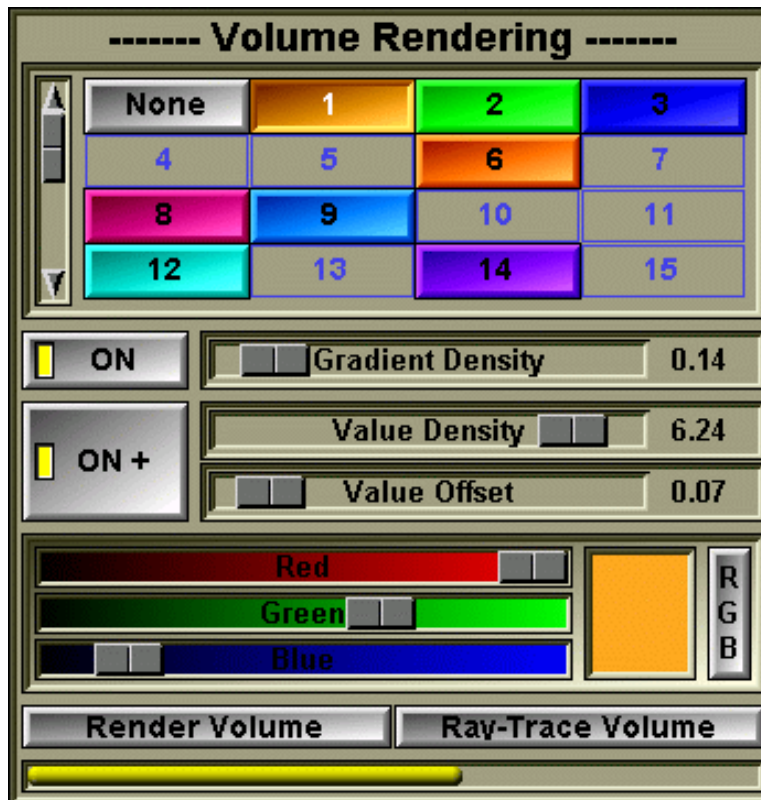 ------- Volume Rendering -------
None 1 2 3
4 5 6 7
8 9 10 11
12 13 14 15
ON Gradient Density 0.14
ON + Value Density 6.24
Value Offset 0.07
Red
Green
Blue
R
G
B
Render Volume Ray-Trace Volume